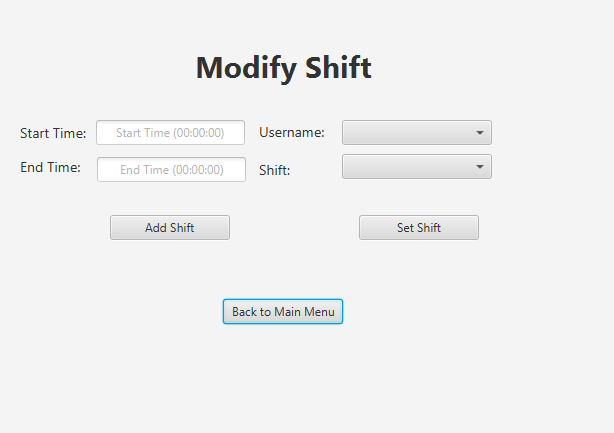 Modify Shift
Start Time: Start Time (00:00:00) Username:
End Time: End Time (00:00:00) Shift:
Add Shift Set Shift
Back to Main Menu